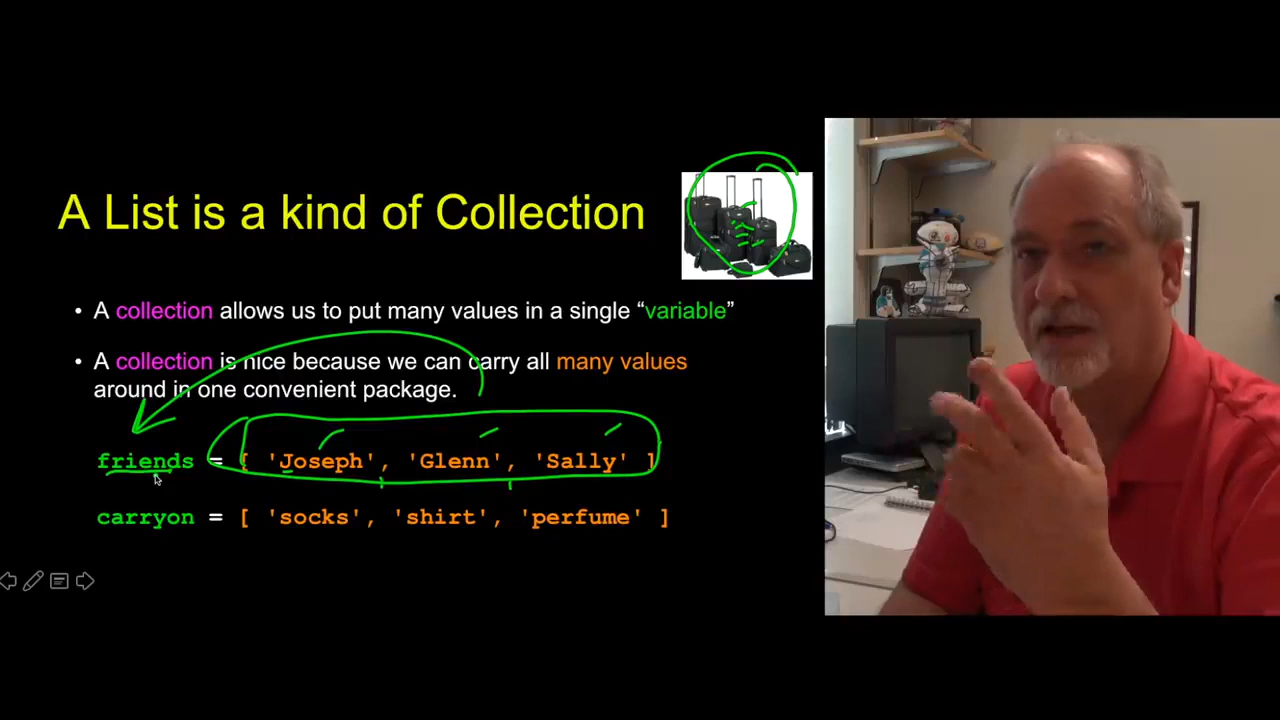 A List is a kind of Collection
• A collection allows us to put many values in a single “variable”
• A collection is nice because we can carry all many values
around in one convenient package.
friends = [ 'Joseph', 'Glenn', 'Sally' ]
carryon = [ 'socks', 'shirt', 'perfume' ]